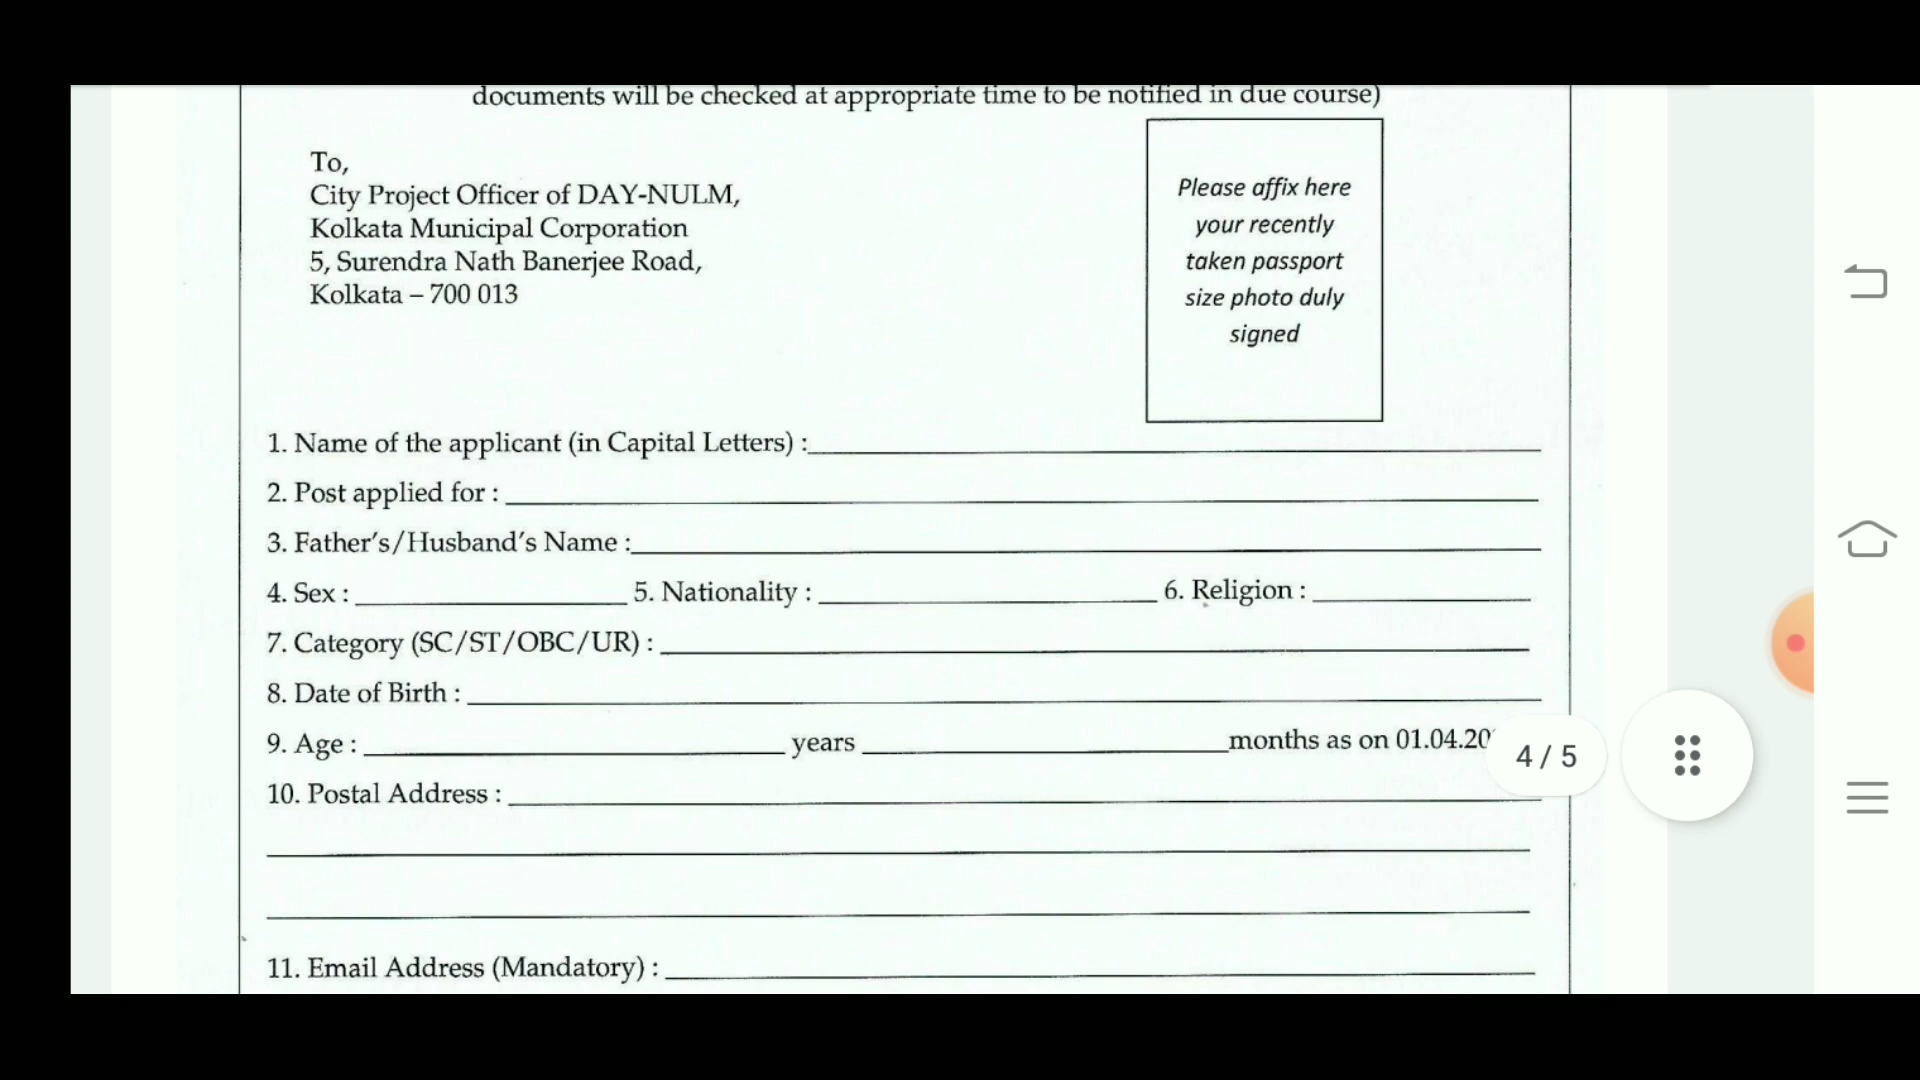 documents will be checked at appropriate time to be notified in due course)
To,
City Project Officer of DAY-NULM,
Kolkata Municipal Corporation
5, Surendra Nath Banerjee Road,
Kolkata – 700 013
Please affix here
your recently
taken passport
size photo duly
signed
1. Name of the applicant (in Capital Letters) :
2. Post applied for :
3. Father's/Husband's Name :
4. Sex : 5. Nationality : 6. Religion :
7. Category (SC/ST/OBC/UR) :
8. Date of Birth :
9. Age : years months as on
4 / 5
10. Postal Address :
11. Email Address (Mandatory) :